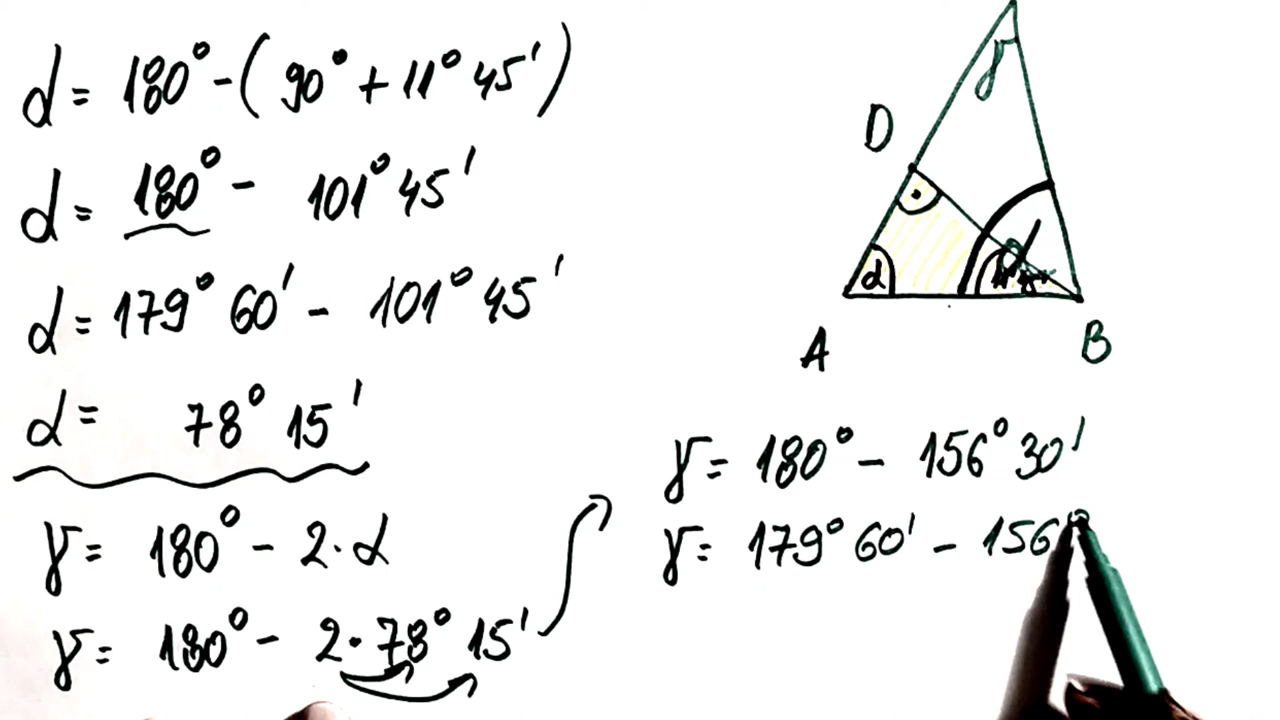 α = 180° - (90° + 11° 45')
α = 180° - 101° 45'
α = 179° 60' - 101° 45'
α = 78° 15'
γ = 180° - 2·α
γ = 180° - 2·78° 15'
γ
D
α
A
B
γ = 180° - 156° 30'
γ = 179° 60' - 156°